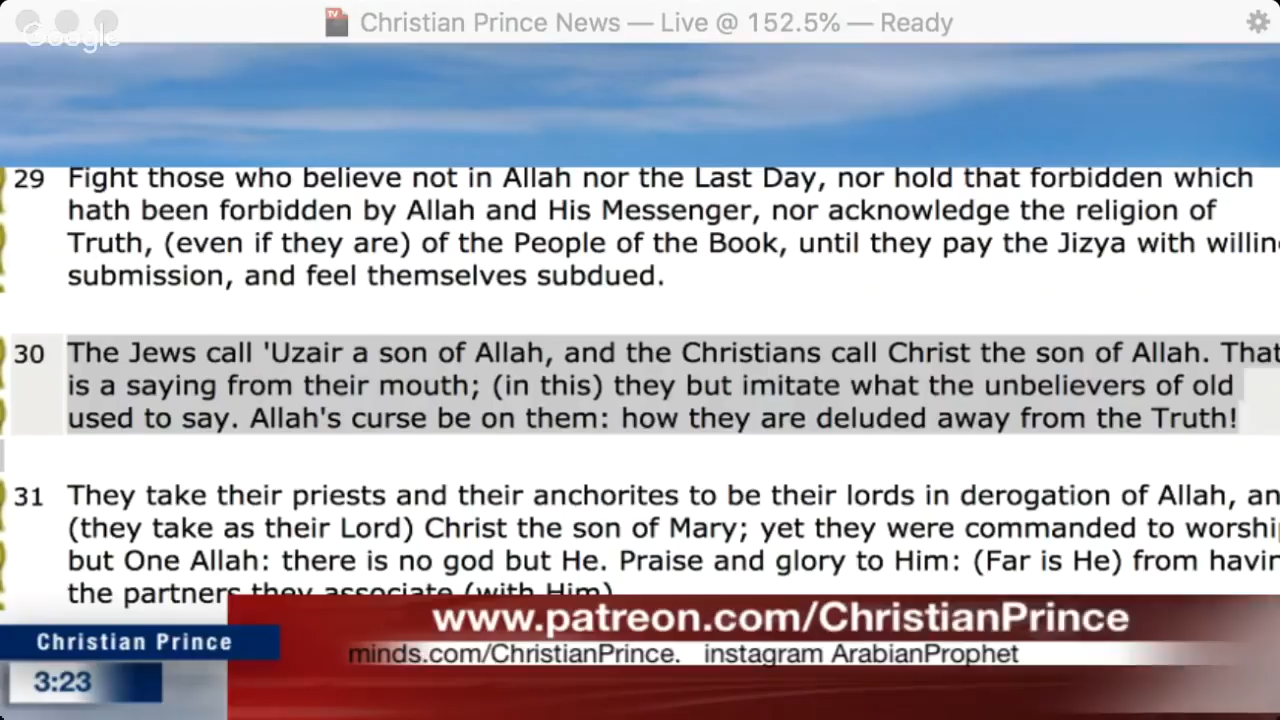 Christian Prince News — Live @ 152.5% — Ready
Google
29 Fight those who believe not in Allah nor the Last Day, nor hold that forbidden which
hath been forbidden by Allah and His Messenger, nor acknowledge the religion of
Truth, (even if they are) of the People of the Book, until they pay the Jizya with willin
submission, and feel themselves subdued.
30 The Jews call 'Uzair a son of Allah, and the Christians call Christ the son of Allah. That
is a saying from their mouth; (in this) they but imitate what the unbelievers of old
used to say. Allah's curse be on them: how they are deluded away from the Truth!
31 They take their priests and their anchorites to be their lords in derogation of Allah, an
(they take as their Lord) Christ the son of Mary; yet they were commanded to worship
but One Allah: there is no god but He. Praise and glory to Him: (Far is He) from havin
the partners they associate (with Him)
www.patreon.com/ChristianPrince
Christian Prince
minds.com/ChristianPrince. instagram ArabianProphet
3:23